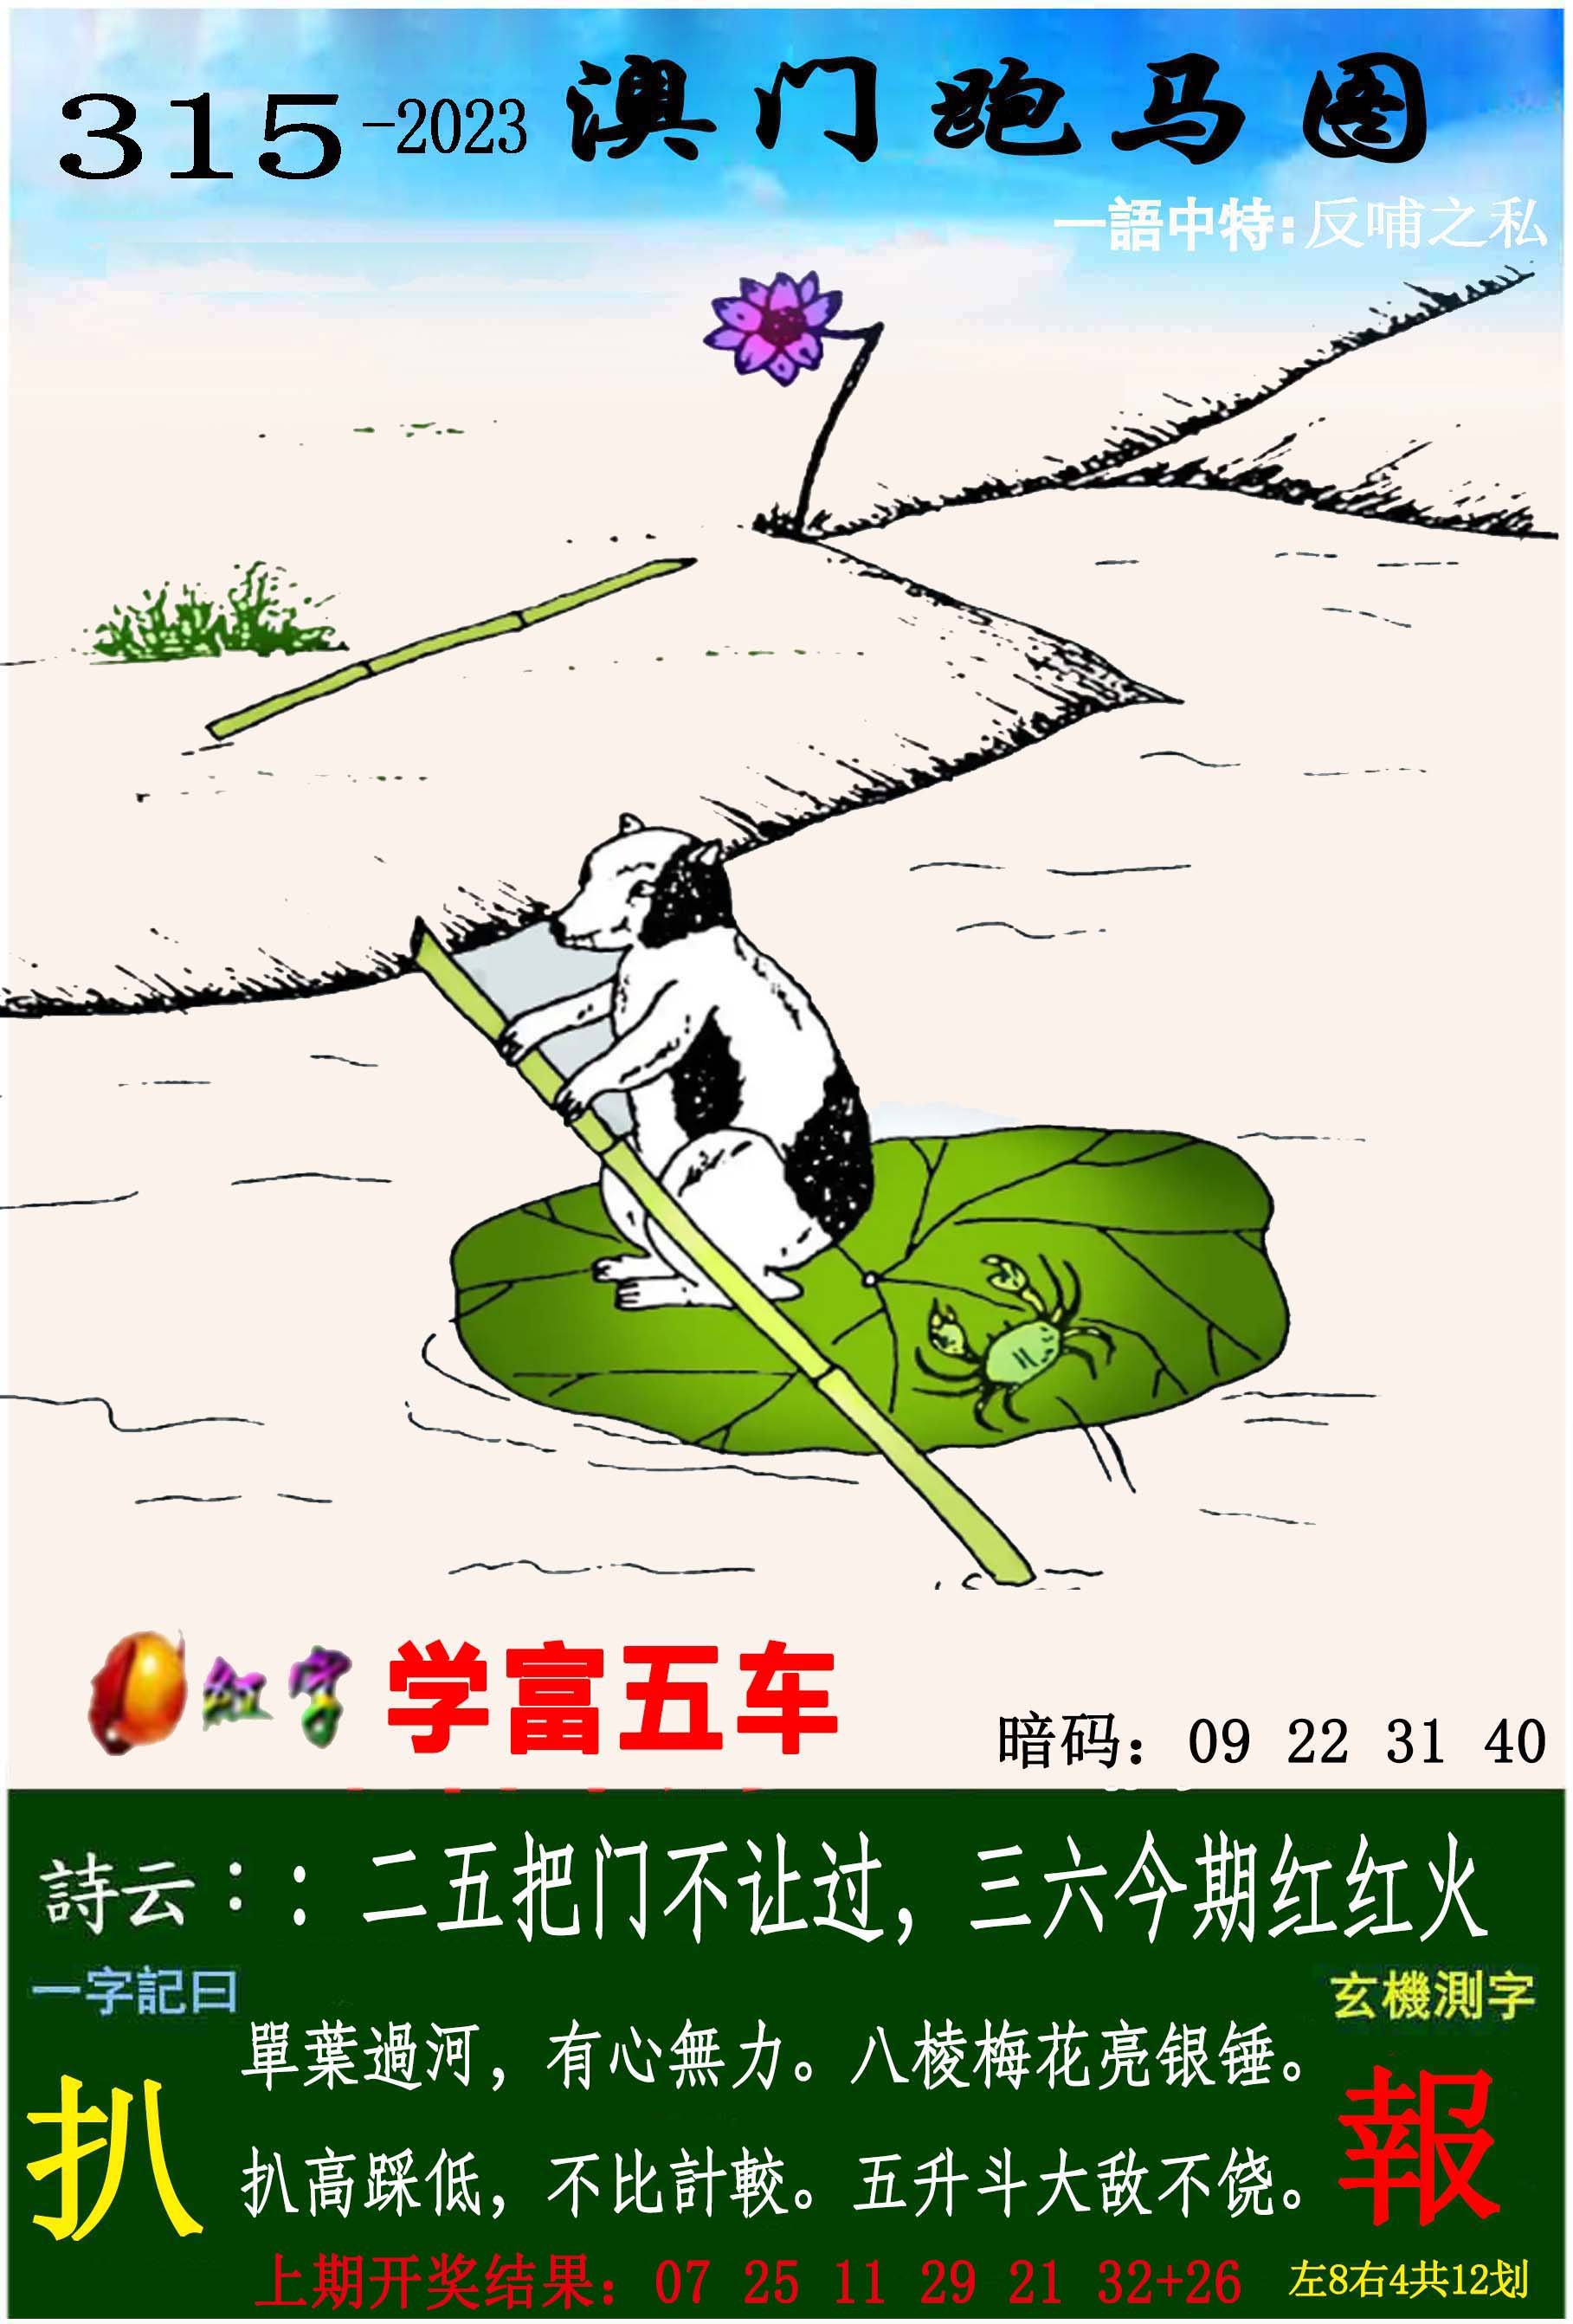 315-2023 澳门跑马图
一語中特:反哺之私
红字 学富五车
暗码：09 22 31 40
詩云：：二五把门不让过，三六今期红红火
一字記曰
玄機測字
單葉過河，有心無力。八棱梅花亮银锤。
扒
報
扒高踩低，不比計較。五升斗大敌不饶。
上期开奖结果：07 25 11 29 21 32+26
左8右4共12划